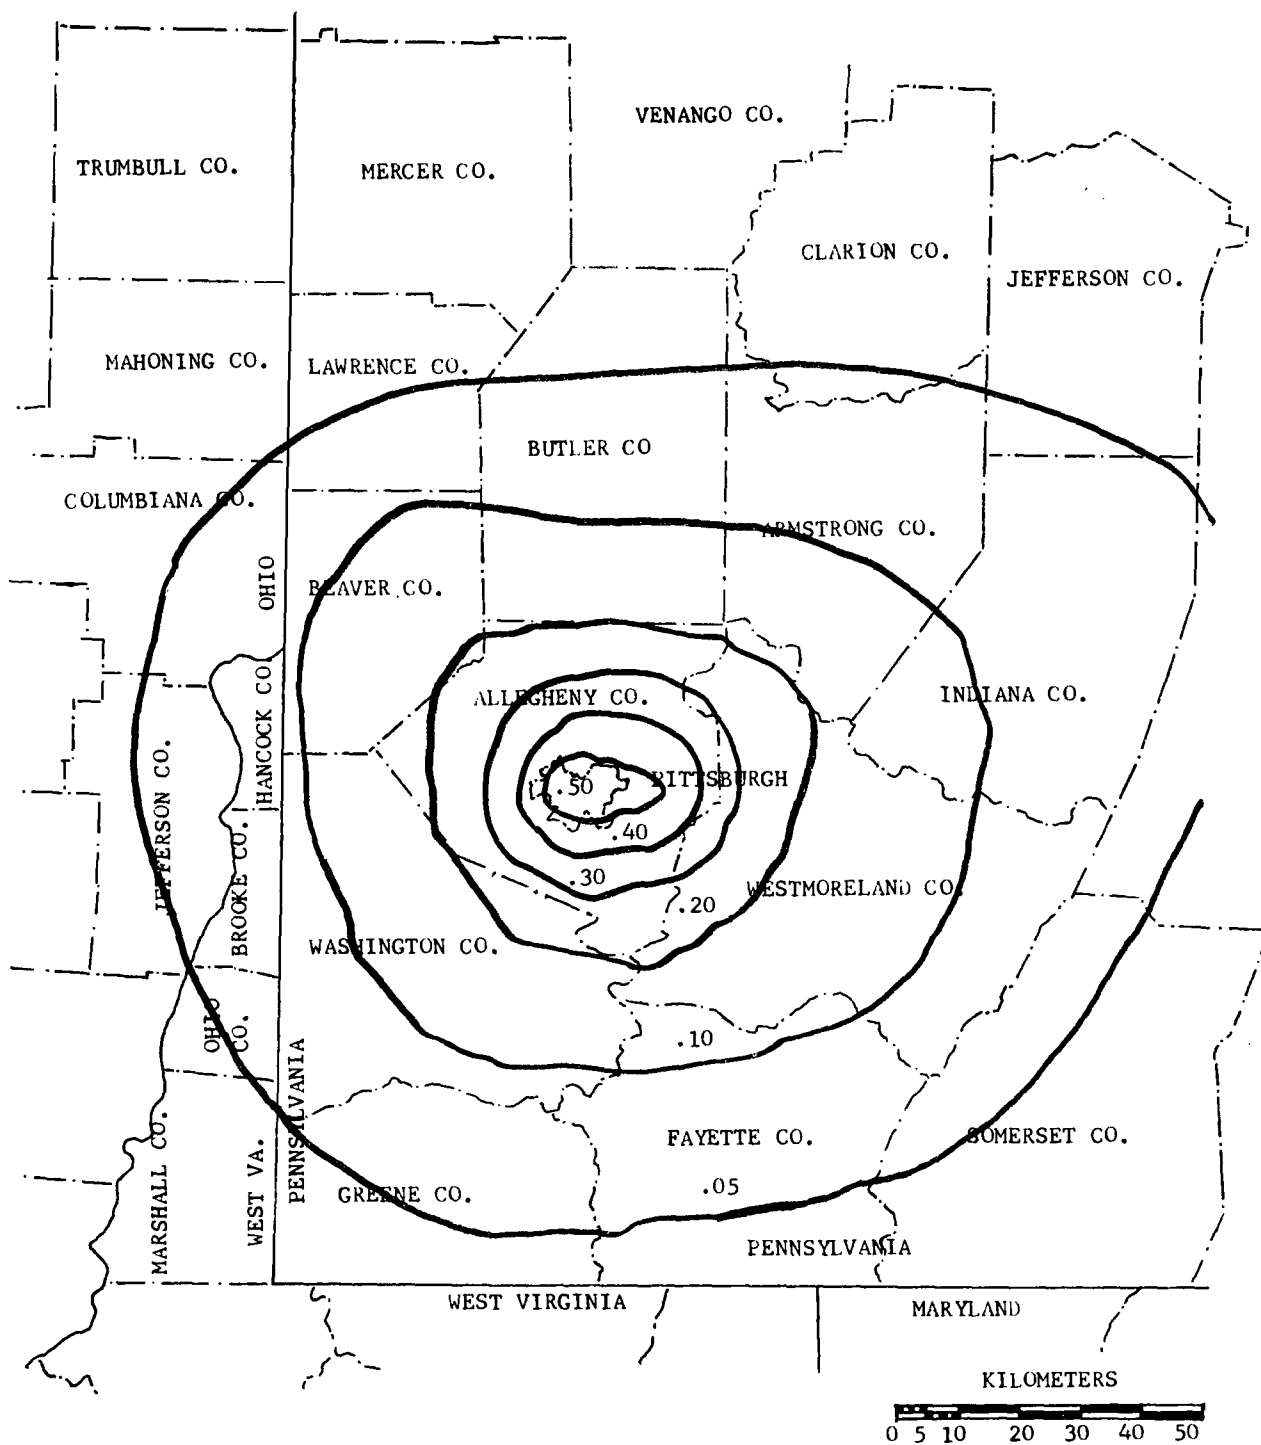 VENANGO CO.
TRUMBULL CO.
MERCER CO.
CLARION CO.
JEFFERSON CO.
MAHONING CO.
LAWRENCE CO.
BUTLER CO
COLUMBIANA CO.
ARMSTRONG CO.
OHIO
BEAVER CO.
HANCOCK CO
ALLEGHENY CO.
INDIANA CO.
JEFFERSON CO.
.50
PITTSBURGH
.40
BROOKE CO.
.30
.20
WESTMORELAND CO.
WASHINGTON CO.
OHIO
CO.
.10
PENNSYLVANIA
MARSHALL CO.
WEST VA.
FAYETTE CO.
SOMERSET CO.
GREENE CO.
.05
PENNSYLVANIA
WEST VIRGINIA
MARYLAND
KILOMETERS
0 5 10 20 30 40 50